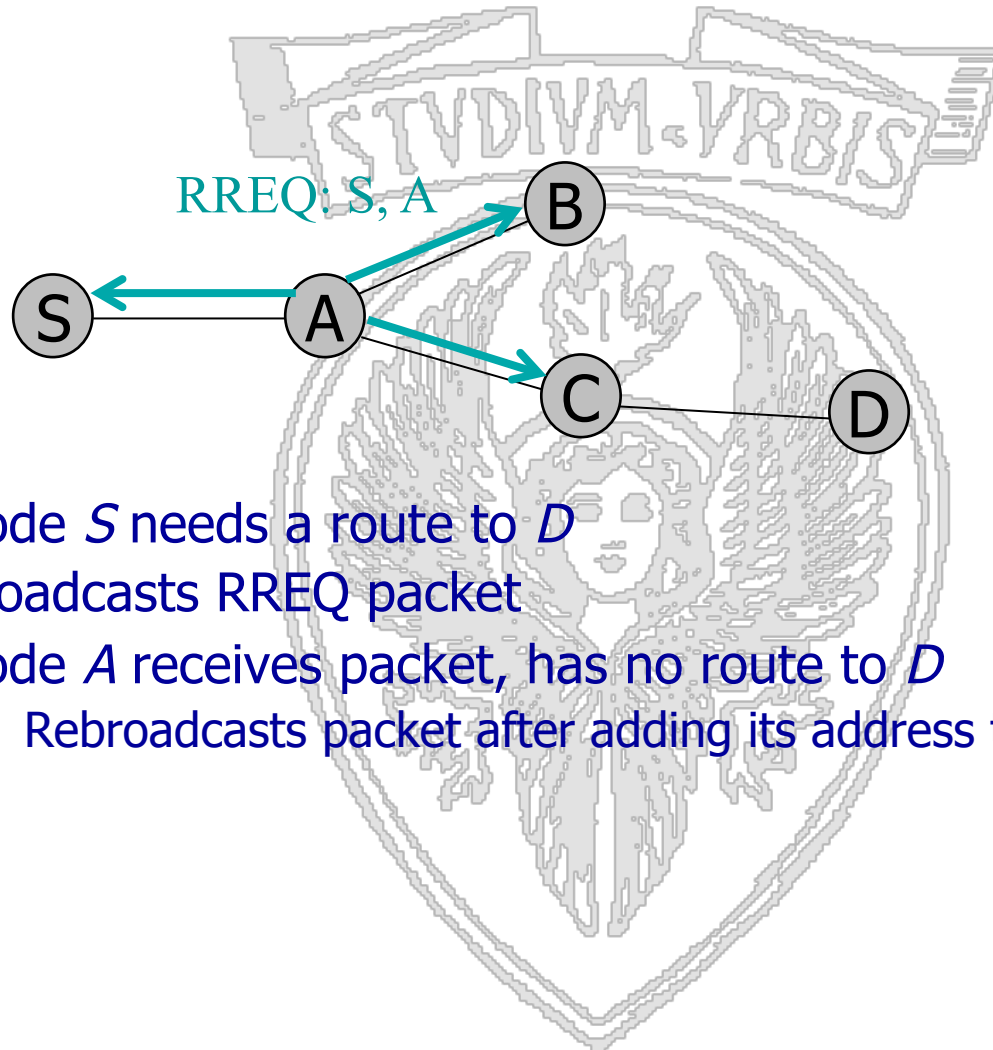 STVDIVM VRBIS
RREQ: S, A
B
S
A
C
D
ode S needs a route to D
oadcasts RREQ packet
ode A receives packet, has no route to D
Rebroadcasts packet after adding its address